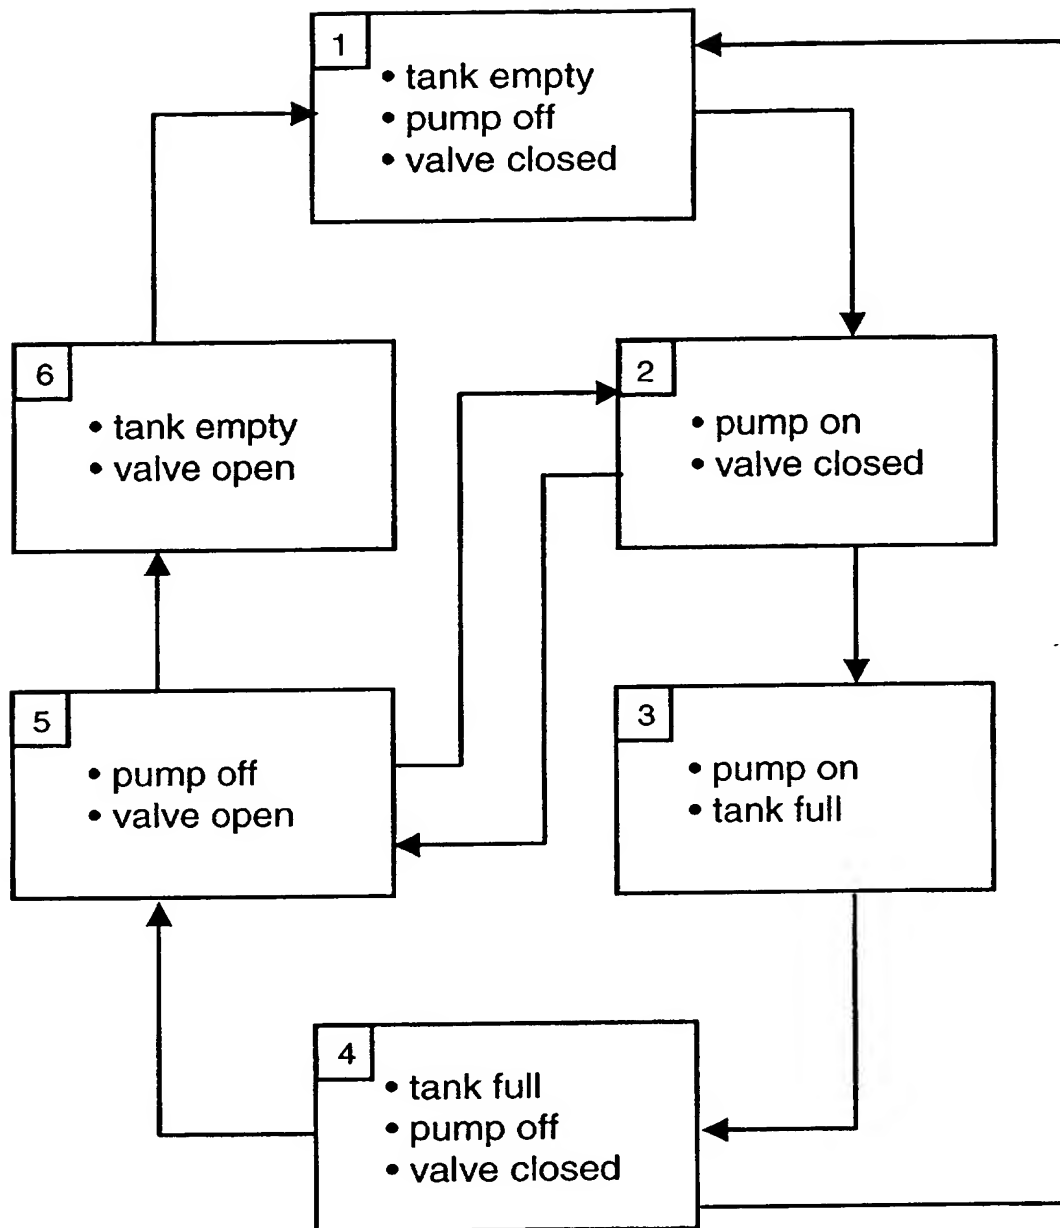 1
• tank empty
• pump off
• valve closed
6
• tank empty
• valve open
2
• pump on
• valve closed
5
• pump off
• valve open
3
• pump on
• tank full
4
• tank full
• pump off
• valve closed